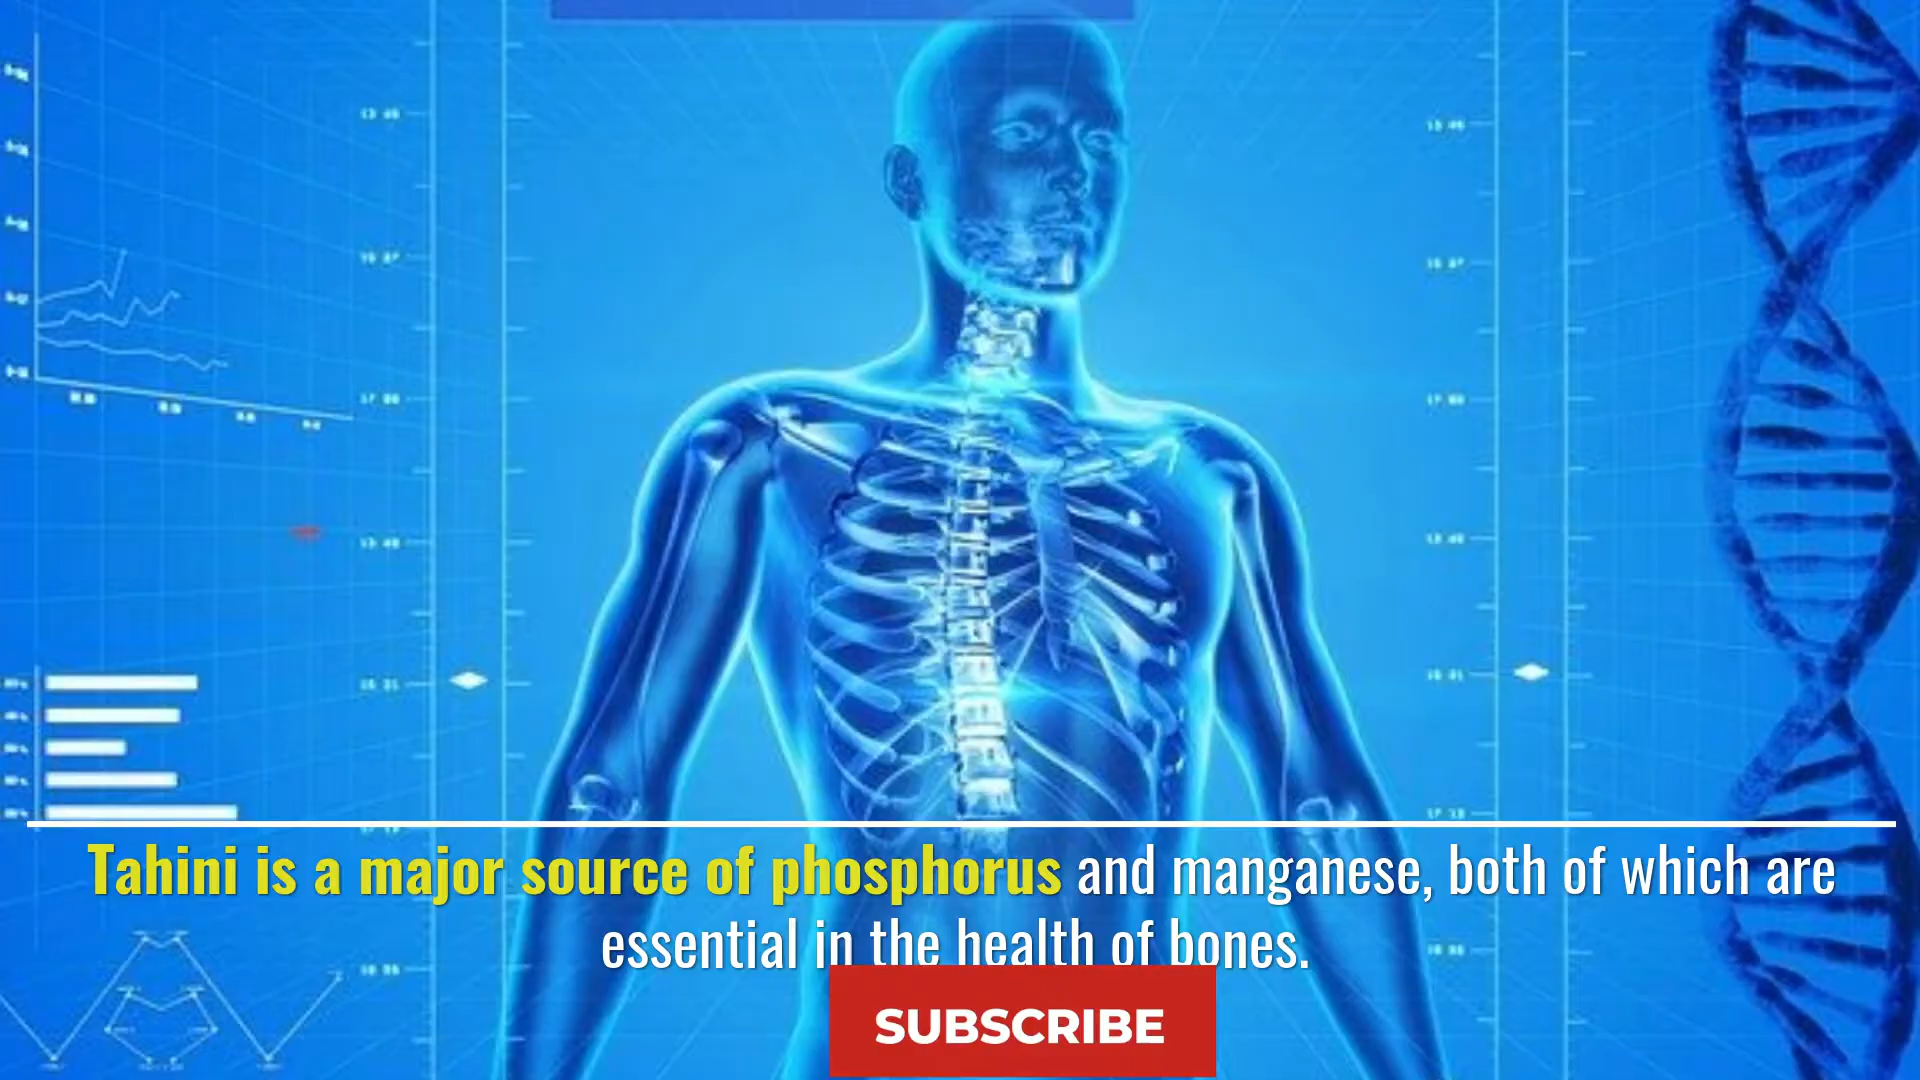 Tahini is a major source of phosphorus and manganese, both of which are
essential in the health of bones.
SUBSCRIBE